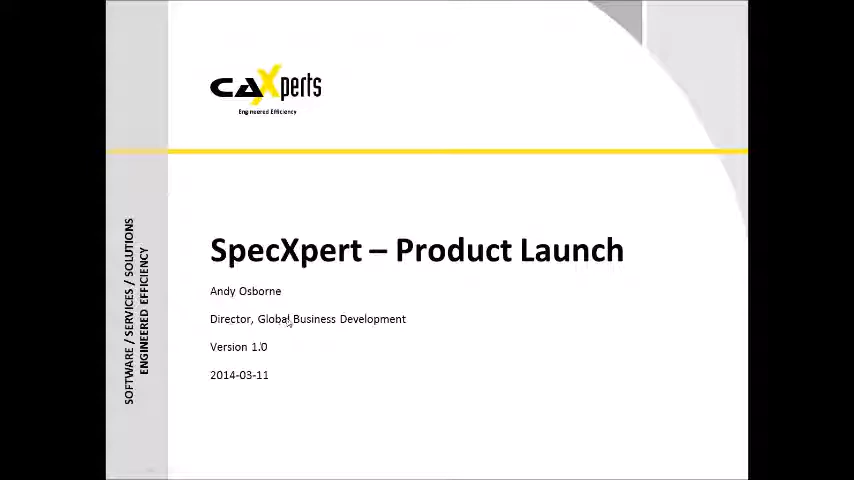 CAXperts
Engineered Efficiency
SpecXpert – Product Launch
Andy Osborne
Director, Global Business Development
Version 1.0
2014-03-11
SOFTWARE / SERVICES / SOLUTIONS
ENGINEERED EFFICIENCY